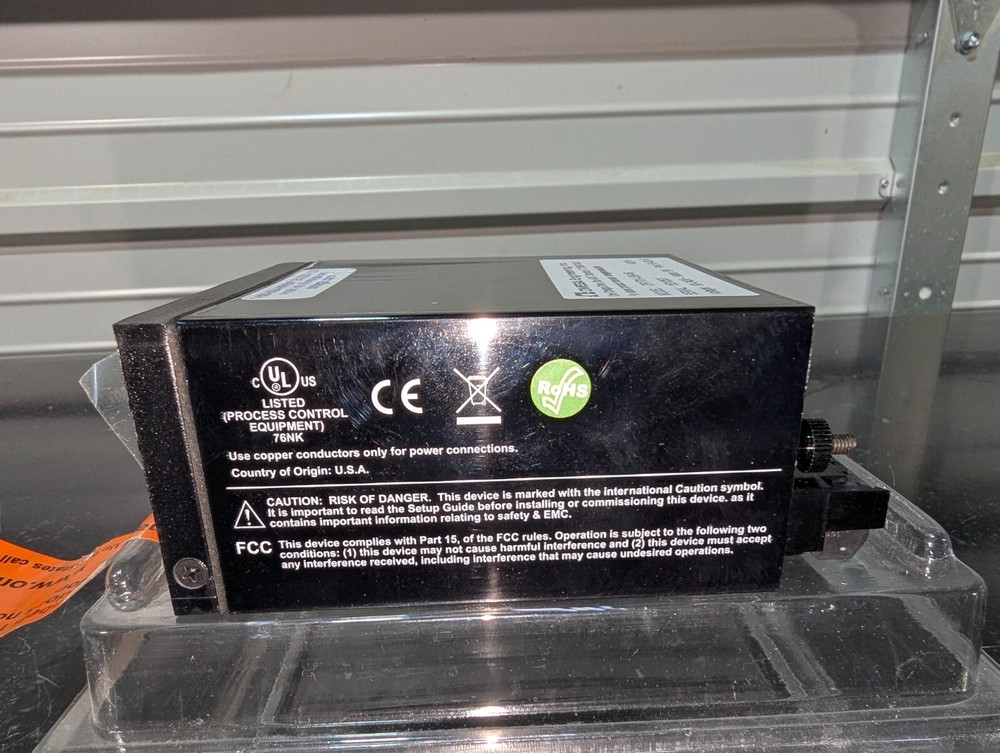 C UL US
®
LISTED
(PROCESS CONTROL
EQUIPMENT)
76NK
CE
RoHS
Use copper conductors only for power connections.
Country of Origin: U.S.A.
CAUTION: RISK OF DANGER. This device is marked with the International Caution symbol.
It is important to read the Setup Guide before installing or commissioning this device. as it
contains important information relating to safety & EMC.
FCC This device complies with Part 15, of the FCC rules. Operation is subject to the following two
conditions: (1) this device may not cause harmful interference and (2) this device must accept
any interference received, including interference that may cause undesired operations.